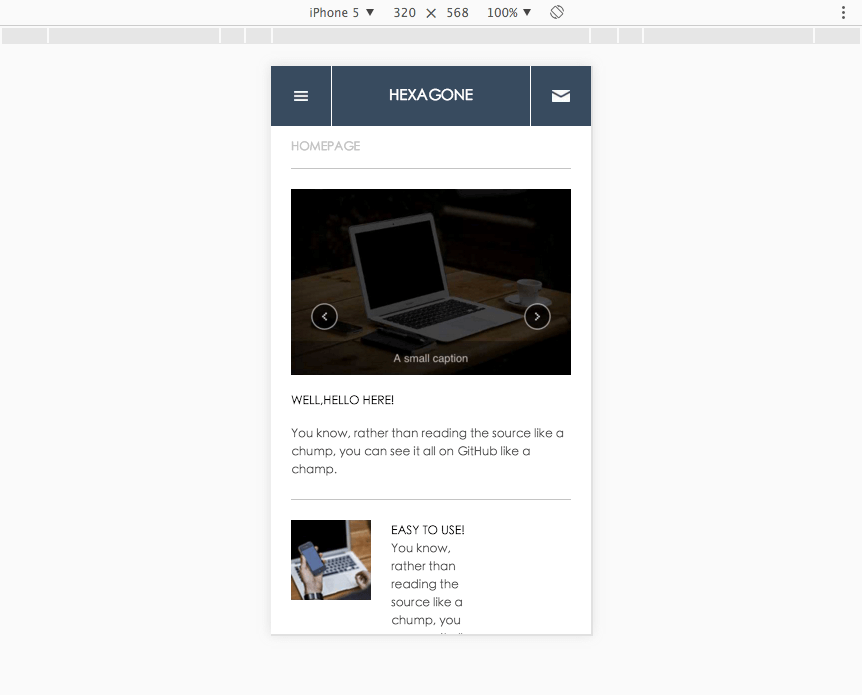 iPhone 5 ▼ 320 × 568 100% ▼
HEXAGONE
HOMEPAGE
A small caption
WELL,HELLO HERE!
You know, rather than reading the source like a
chump, you can see it all on GitHub like a
champ.
EASY TO USE!
You know,
rather than
reading the
source like a
chump, you